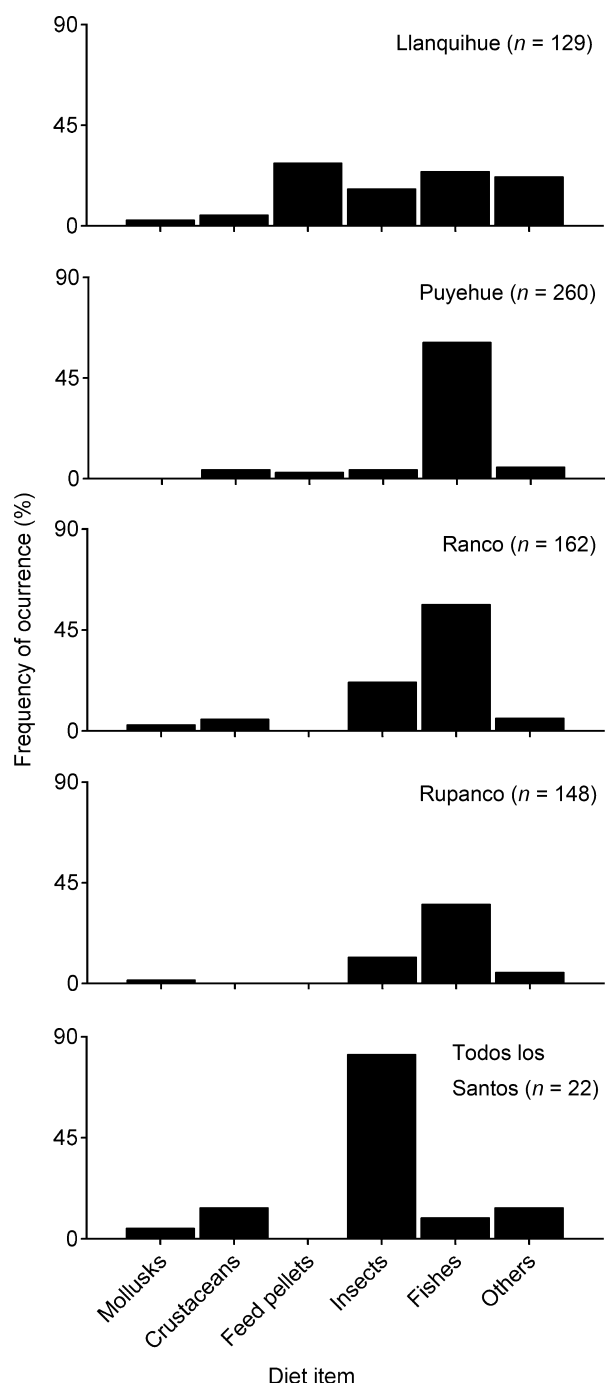 90
Llanquihue (n = 129)
45
0
90
Puyehue (n = 260)
45
0
90
Ranco (n = 162)
45
0
90
Rupanco (n = 148)
45
0
90
Todos los
Santos (n = 22)
45
0
Frequency of ocurrence (%)
Mollusks
Crustaceans
Feed pellets
Insects
Fishes
Others
Diet item